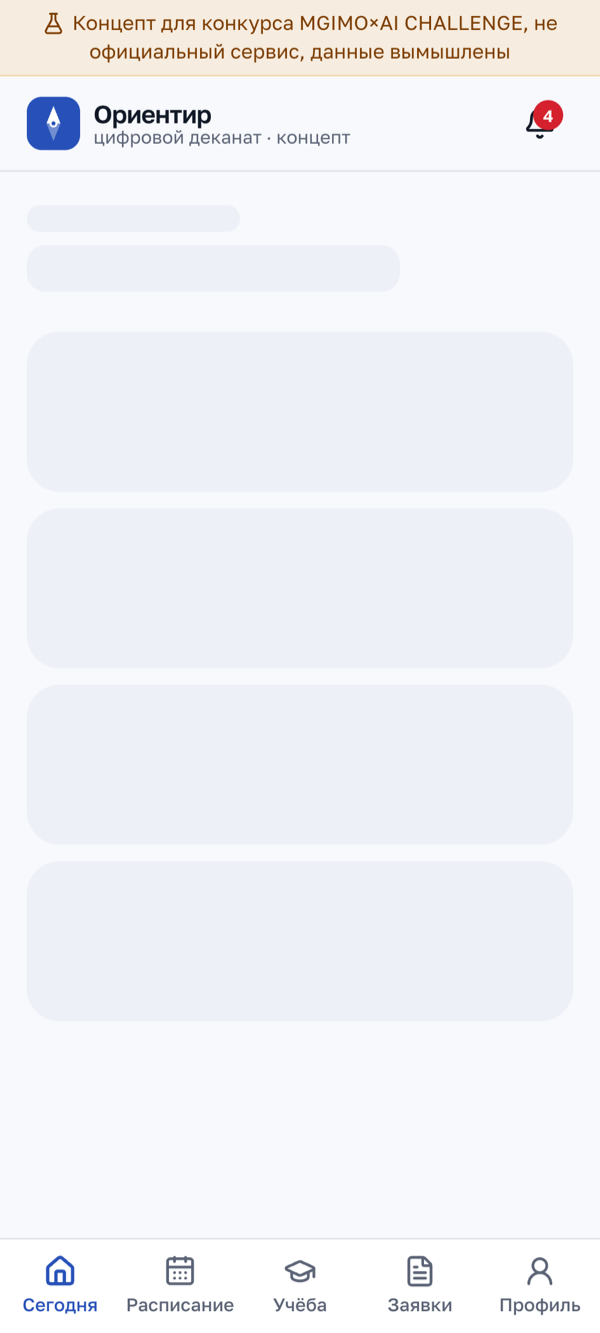 Концепт для конкурса MGIMO×AI CHALLENGE, не
официальный сервис, данные вымышлены
Ориентир
цифровой деканат · концепт
4
Сегодня
Расписание
Учёба
Заявки
Профиль